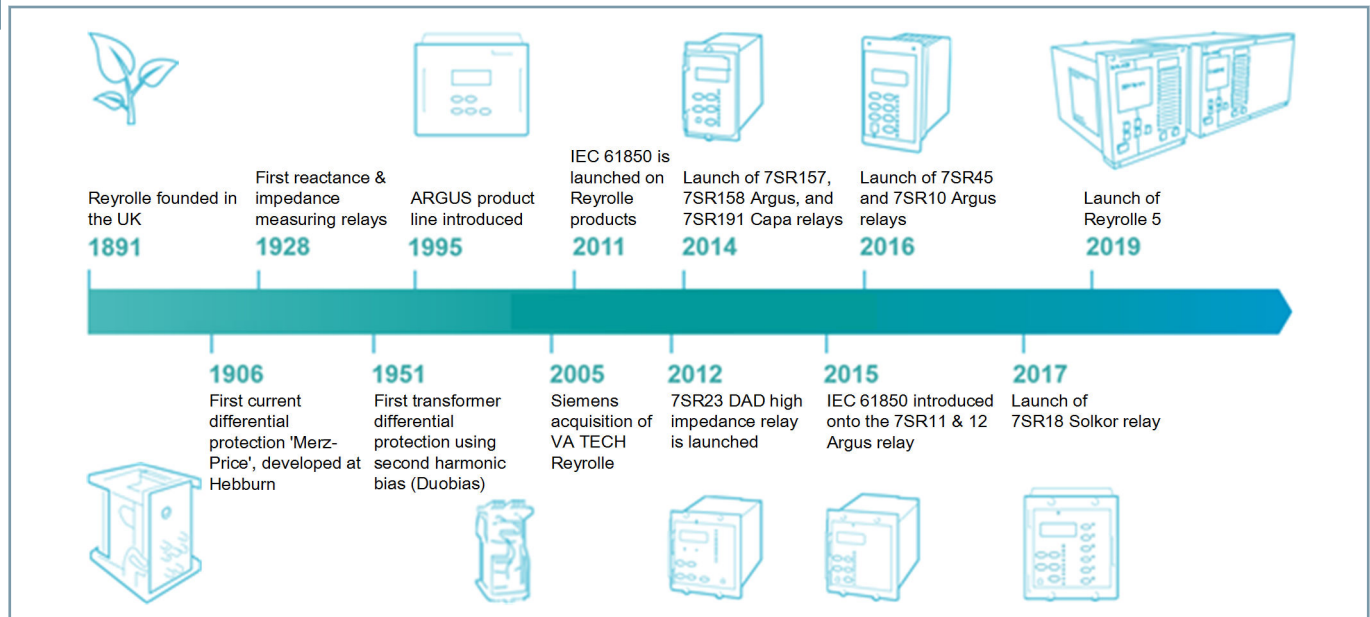 Reyrolle founded in
the UK
1891
First reactance &
impedance
measuring relays
1928
ARGUS product
line introduced
1995
IEC 61850 is
launched on
Reyrolle
products
2011
Launch of 7SR157,
7SR158 Argus, and
7SR191 Capa relays
2014
Launch of 7SR45
and 7SR10 Argus
relays
2016
Launch of
Reyrolle 5
2019
1906
First current
differential
protection 'Merz-
Price', developed at
Hebburn
1951
First transformer
differential
protection using
second harmonic
bias (Duobias)
2005
Siemens
acquisition of
VA TECH
Reyrolle
2012
7SR23 DAD high
impedance relay
is launched
2015
IEC 61850 introduced
onto the 7SR11 & 12
Argus relay
2017
Launch of
7SR18 Solkor relay